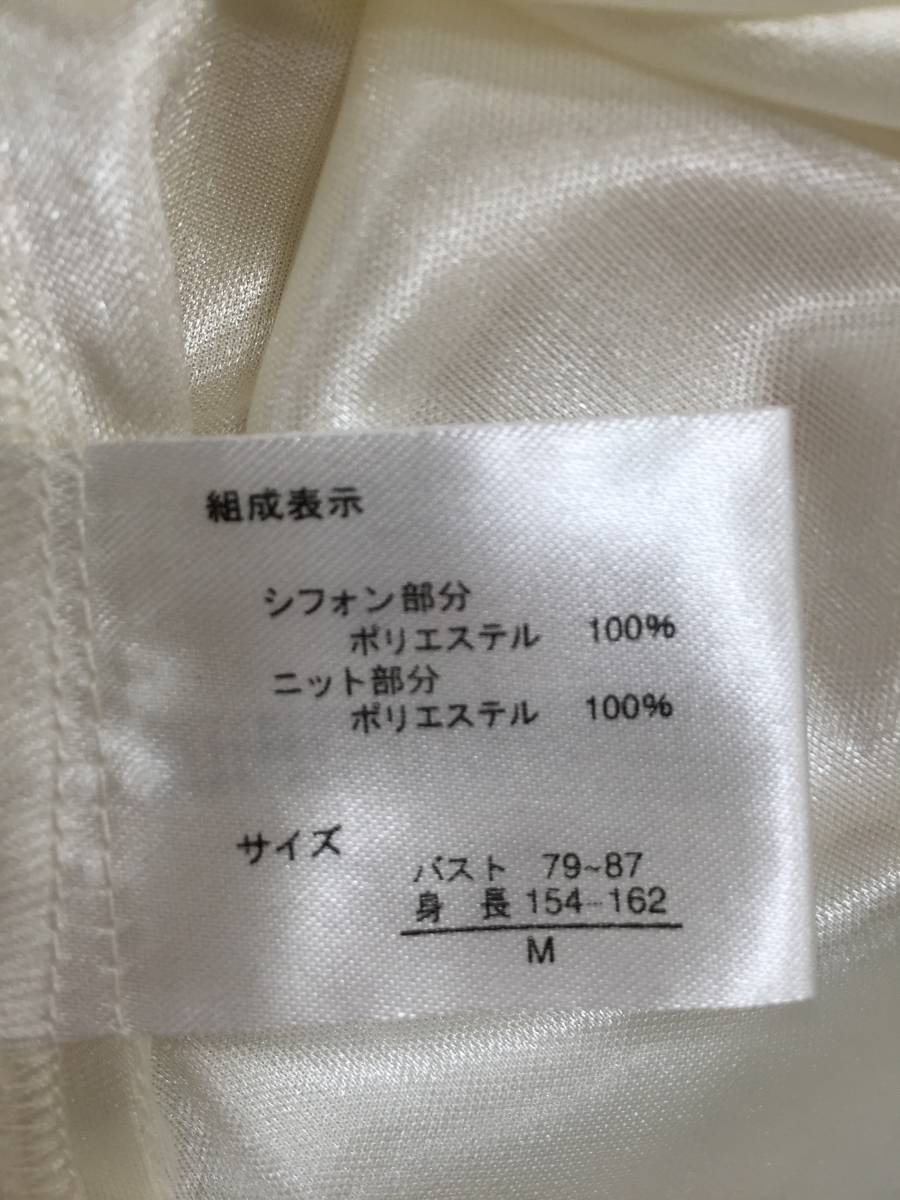 組成表示
シフォン部分
ポリエステル 100%
ニット部分
ポリエステル 100%
サイズ
バスト 79~87
身長 154~162
M